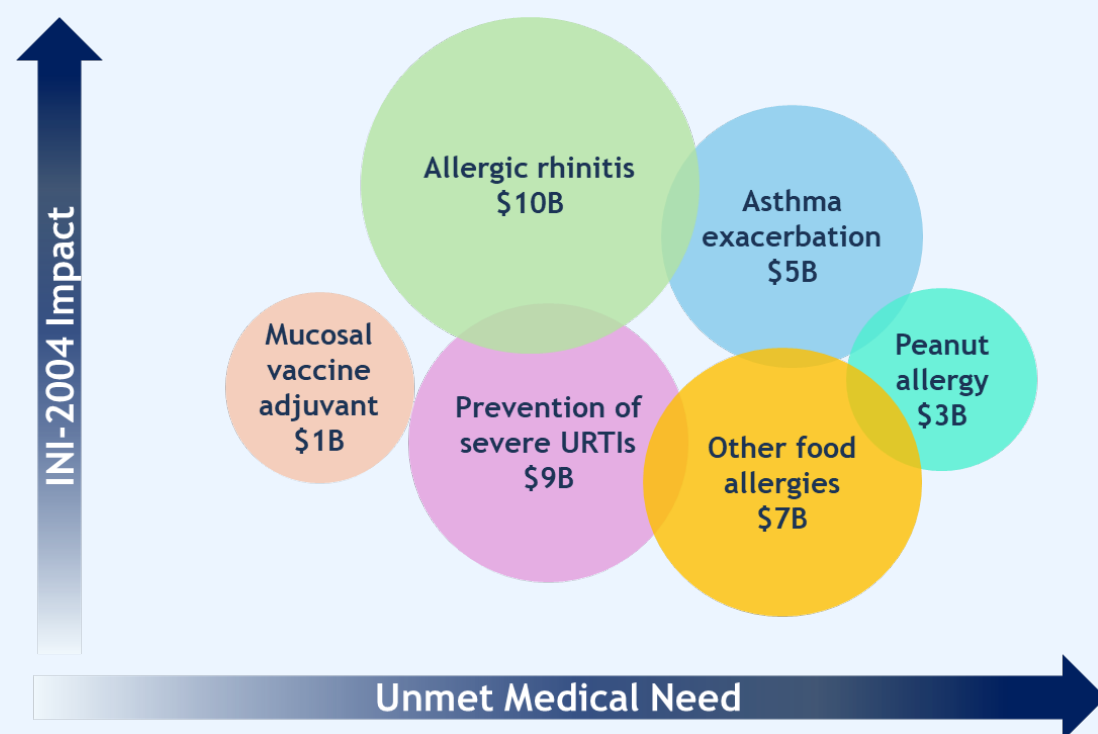 INI-2004 Impact
Allergic rhinitis
$10B
Asthma
exacerbation
$5B
Mucosal
vaccine
adjuvant
$1B
Prevention of
severe URTIs
$9B
Peanut
allergy
$3B
Other food
allergies
$7B
Unmet Medical Need